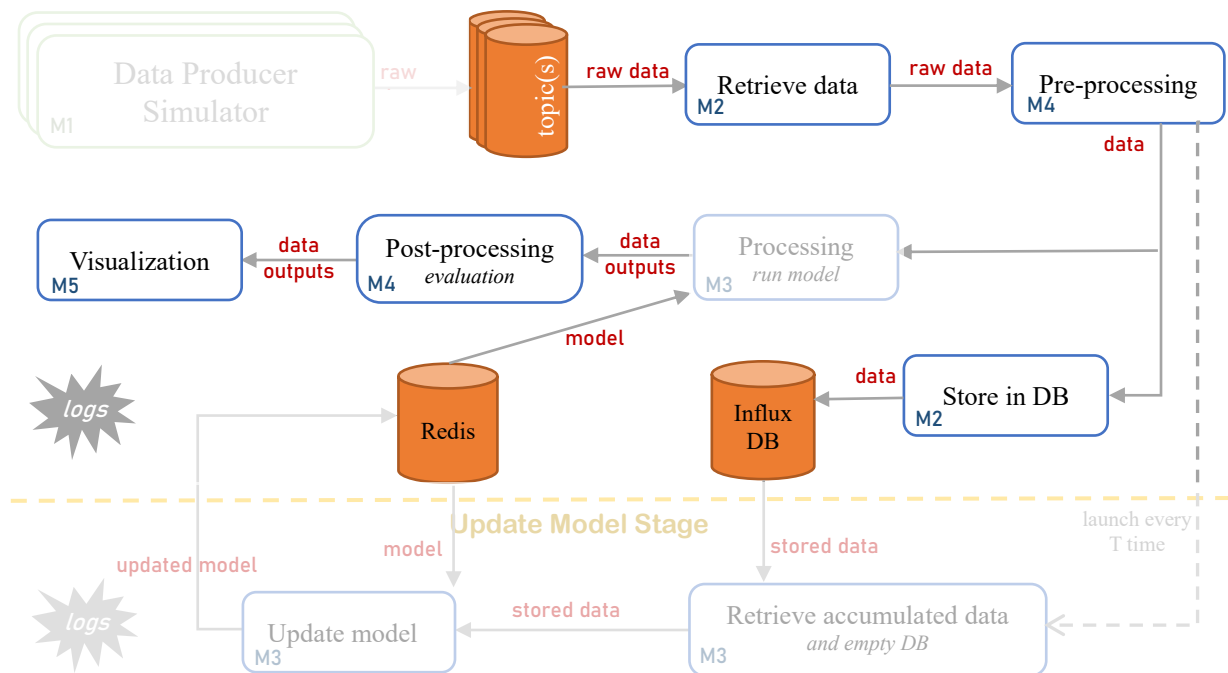 Data Producer
Simulator
M1
raw
topic(s)
raw data
Retrieve data
M2
raw data
Pre-processing
M4
data
Visualization
M5
data
outputs
Post-processing
evaluation
M4
data
outputs
Processing
run model
M3
model
logs
Redis
Influx
DB
data
Store in DB
M2
Update Model Stage
launch every
T time
updated model
model
stored data
logs
Update model
M3
stored data
Retrieve accumulated data
and empty DB
M3